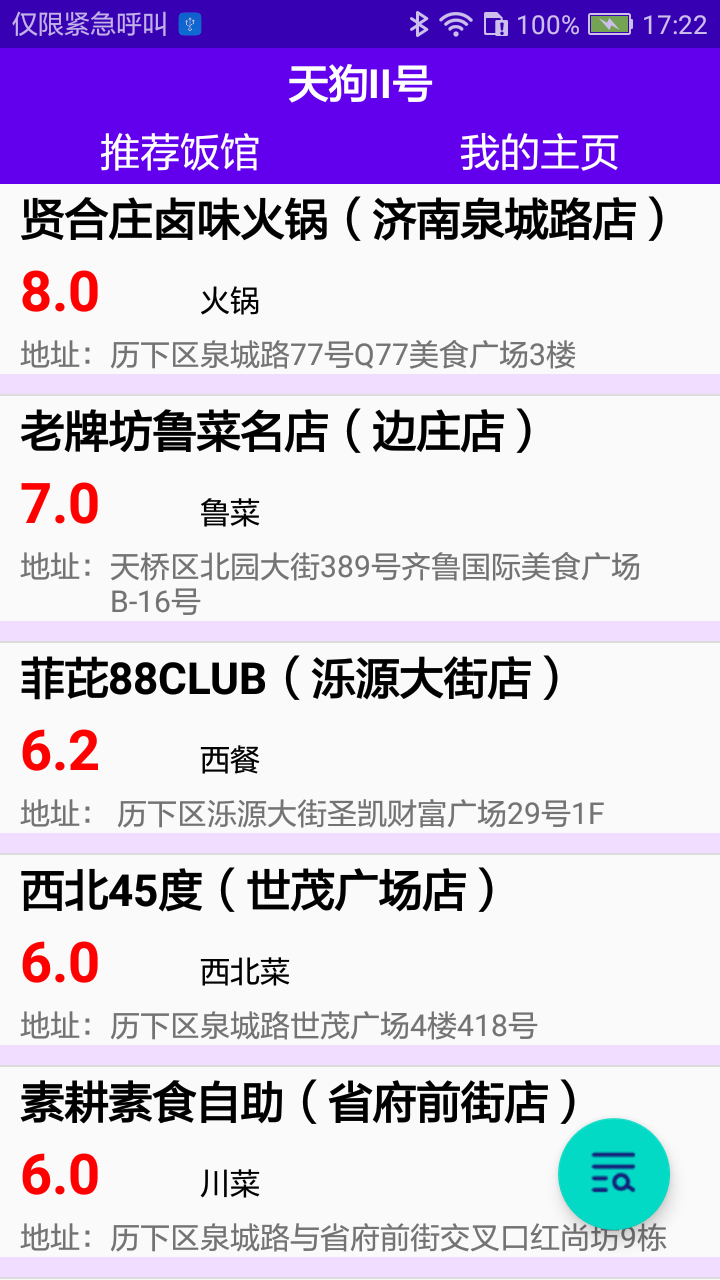 仅限紧急呼叫 100% 17:22
天狗II号
推荐饭馆 我的主页
贤合庄卤味火锅（济南泉城路店）
8.0 火锅
地址： 历下区泉城路77号Q77美食广场3楼
老牌坊鲁菜名店（边庄店）
7.0 鲁菜
地址： 天桥区北园大街389号齐鲁国际美食广场
B-16号
菲芘88CLUB（泺源大街店）
6.2 西餐
地址： 历下区泺源大街圣凯财富广场29号1F
西北45度（世茂广场店）
6.0 西北菜
地址： 历下区泉城路世茂广场4楼418号
素耕素食自助（省府前街店）
6.0 川菜
地址： 历下区泉城路与省府前街交叉口红尚坊9栋